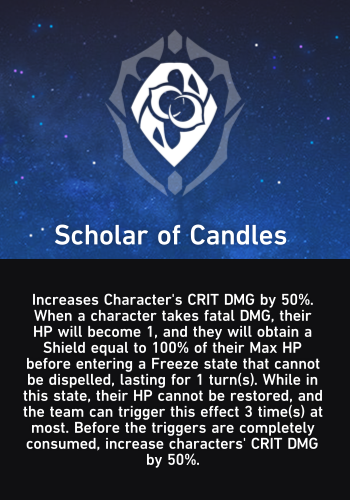 Scholar of Candles
Increases Character's CRIT DMG by 50%.
When a character takes fatal DMG, their
HP will become 1, and they will obtain a
Shield equal to 100% of their Max HP
before entering a Freeze state that cannot
be dispelled, lasting for 1 turn(s). While in
this state, their HP cannot be restored, and
the team can trigger this effect 3 time(s) at
most. Before the triggers are completely
consumed, increase characters' CRIT DMG
by 50%.